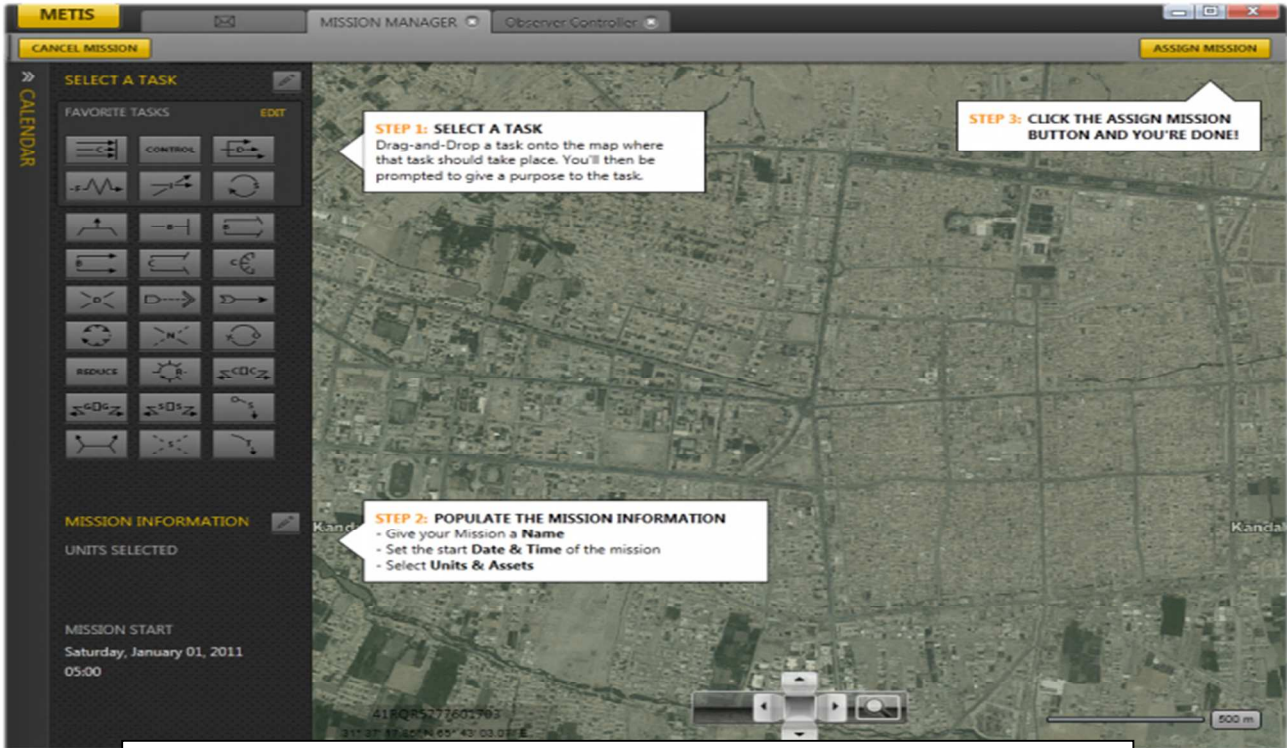 METIS
MISSION MANAGER
Observer Controller
CANCEL MISSION
ASSIGN MISSION
CALENDAR
SELECT A TASK
FAVORITE TASKS EDIT
CONTROL
REDUCE
STEP 1: SELECT A TASK
Drag-and-Drop a task onto the map where
that task should take place. You'll then be
prompted to give a purpose to the task.
STEP 3: CLICK THE ASSIGN MISSION
BUTTON AND YOU'RE DONE!
MISSION INFORMATION
UNITS SELECTED
STEP 2: POPULATE THE MISSION INFORMATION
- Give your Mission a Name
- Set the start Date & Time of the mission
- Select Units & Assets
MISSION START
Saturday, January 01, 2011
05:00
500 m